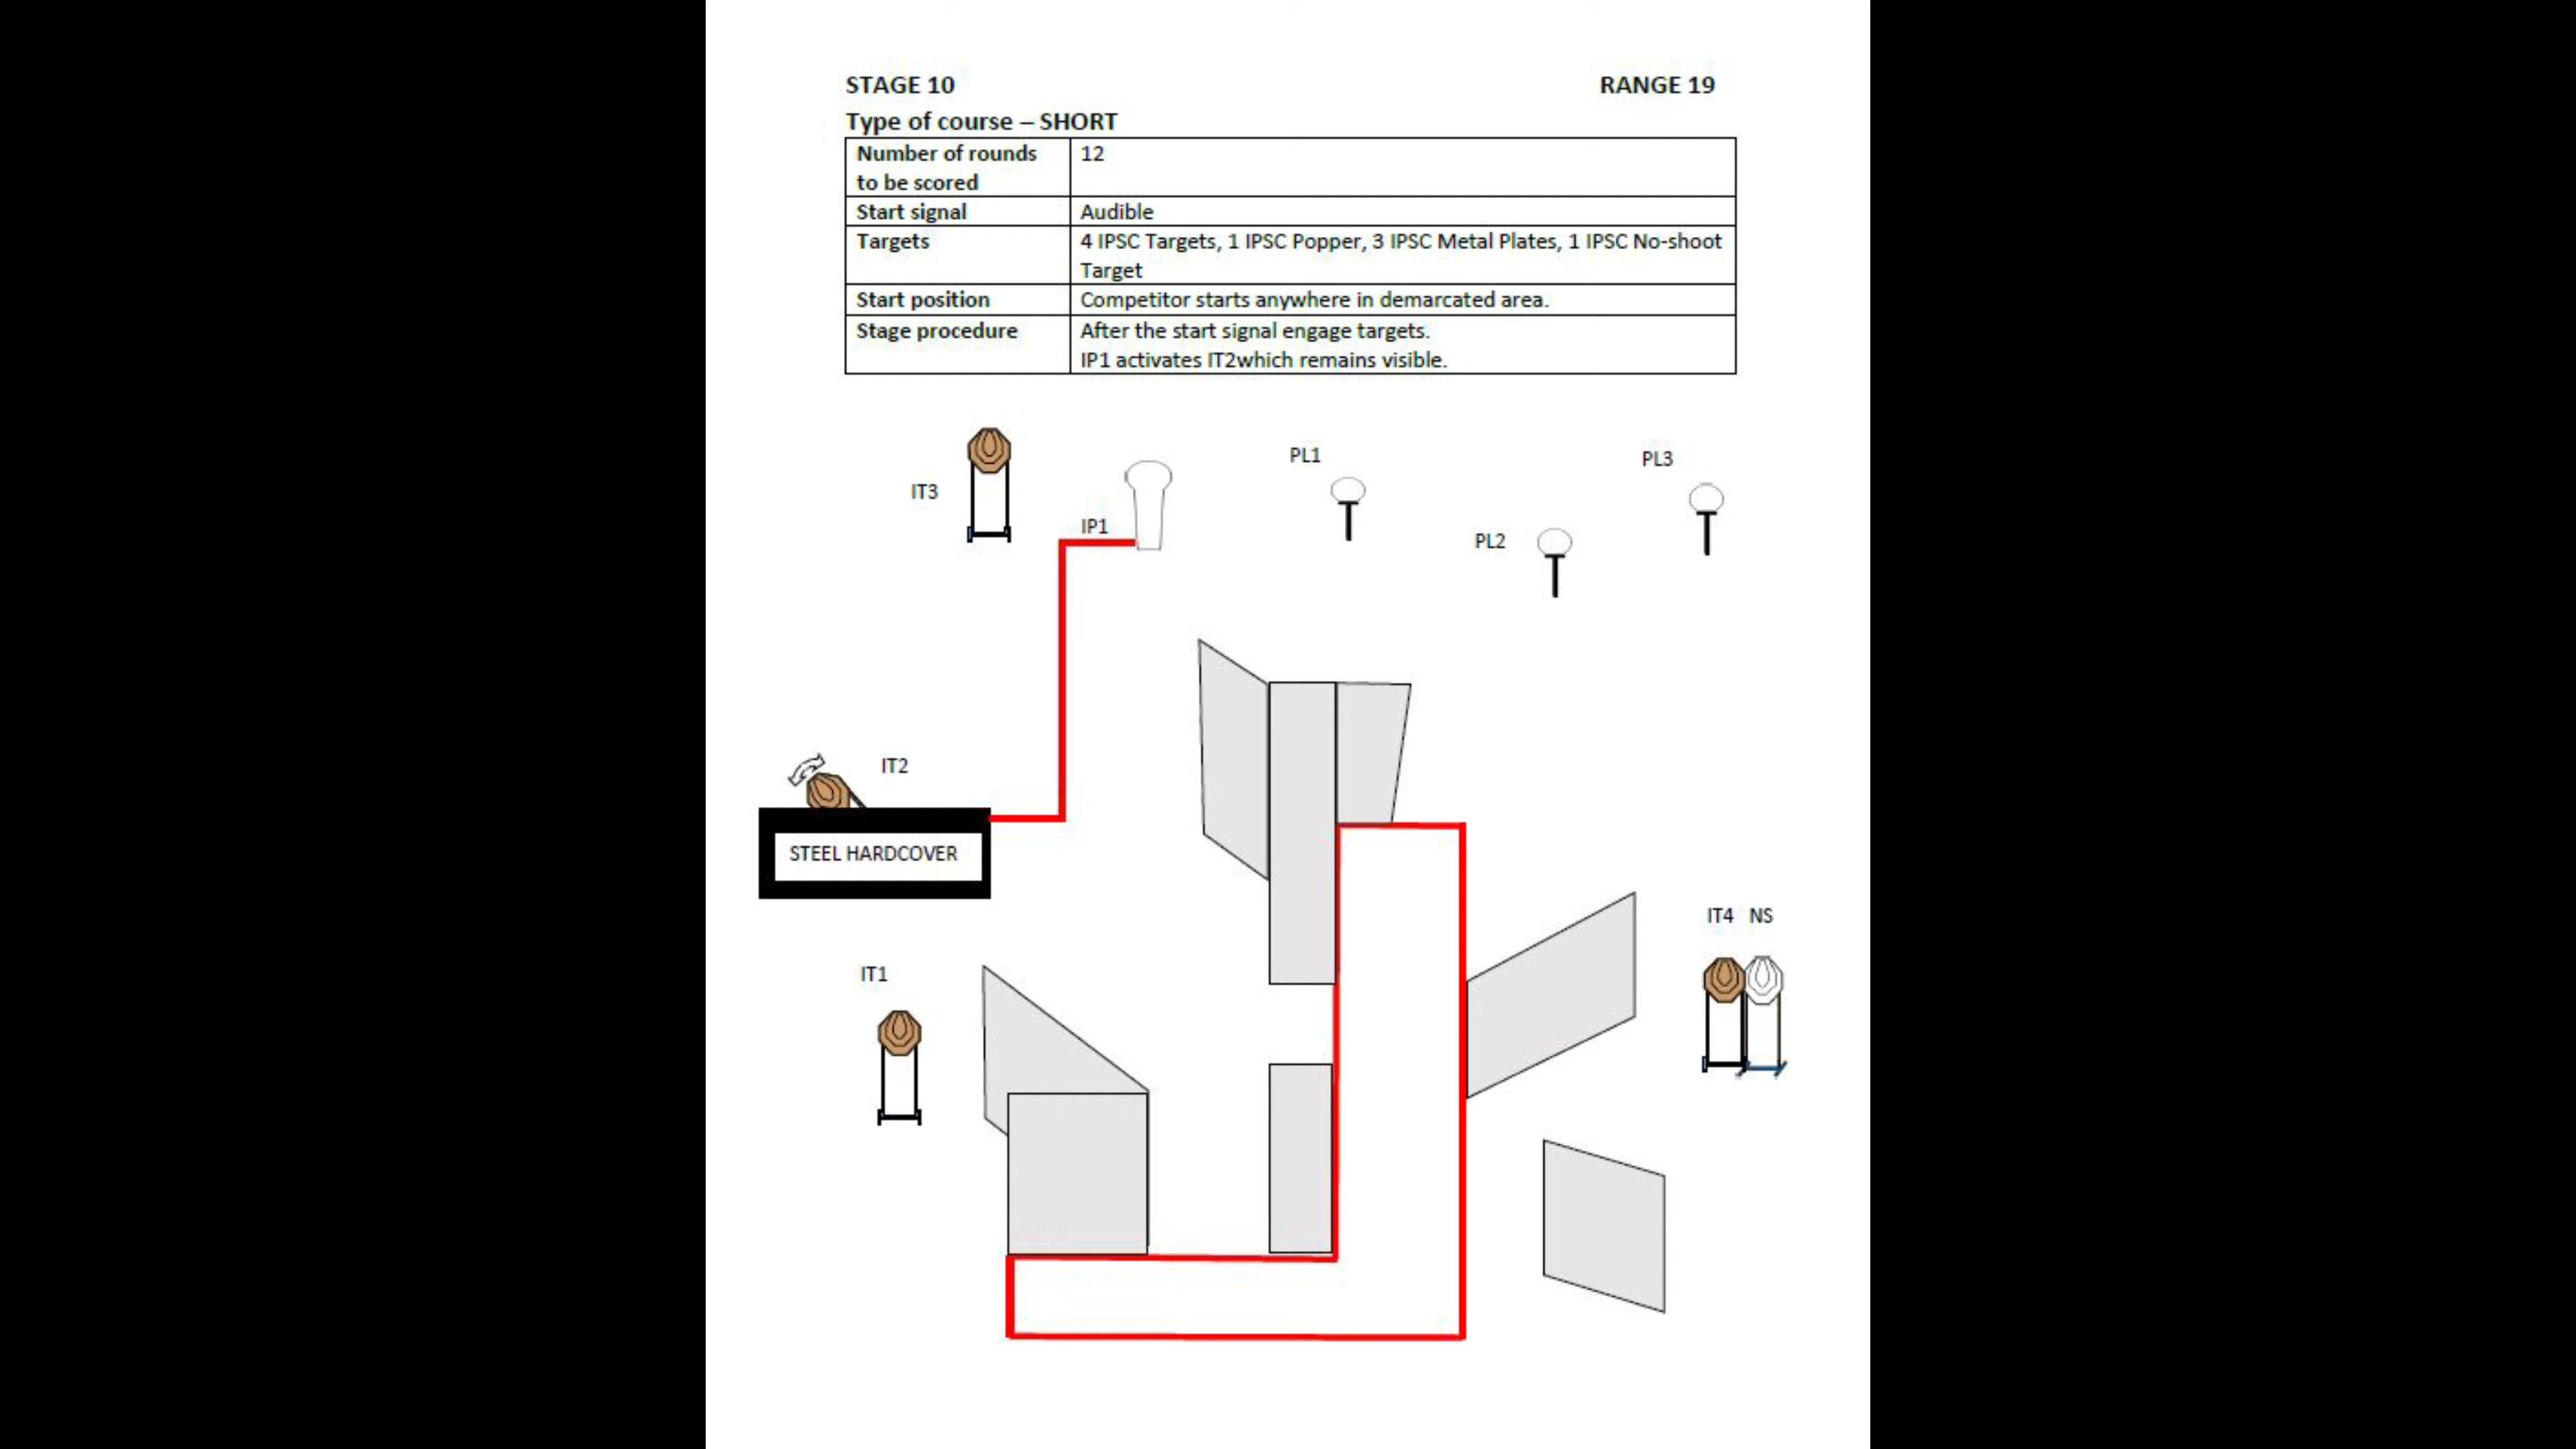 STAGE 10 RANGE 19
Type of course – SHORT
Number of rounds 12
to be scored
Start signal Audible
Targets 4 IPSC Targets, 1 IPSC Popper, 3 IPSC Metal Plates, 1 IPSC No-shoot
Target
Start position Competitor starts anywhere in demarcated area.
Stage procedure After the start signal engage targets.
IP1 activates IT2which remains visible.
PL1
PL3
IT3
IP1
PL2
IT2
STEEL HARDCOVER
IT4 NS
IT1